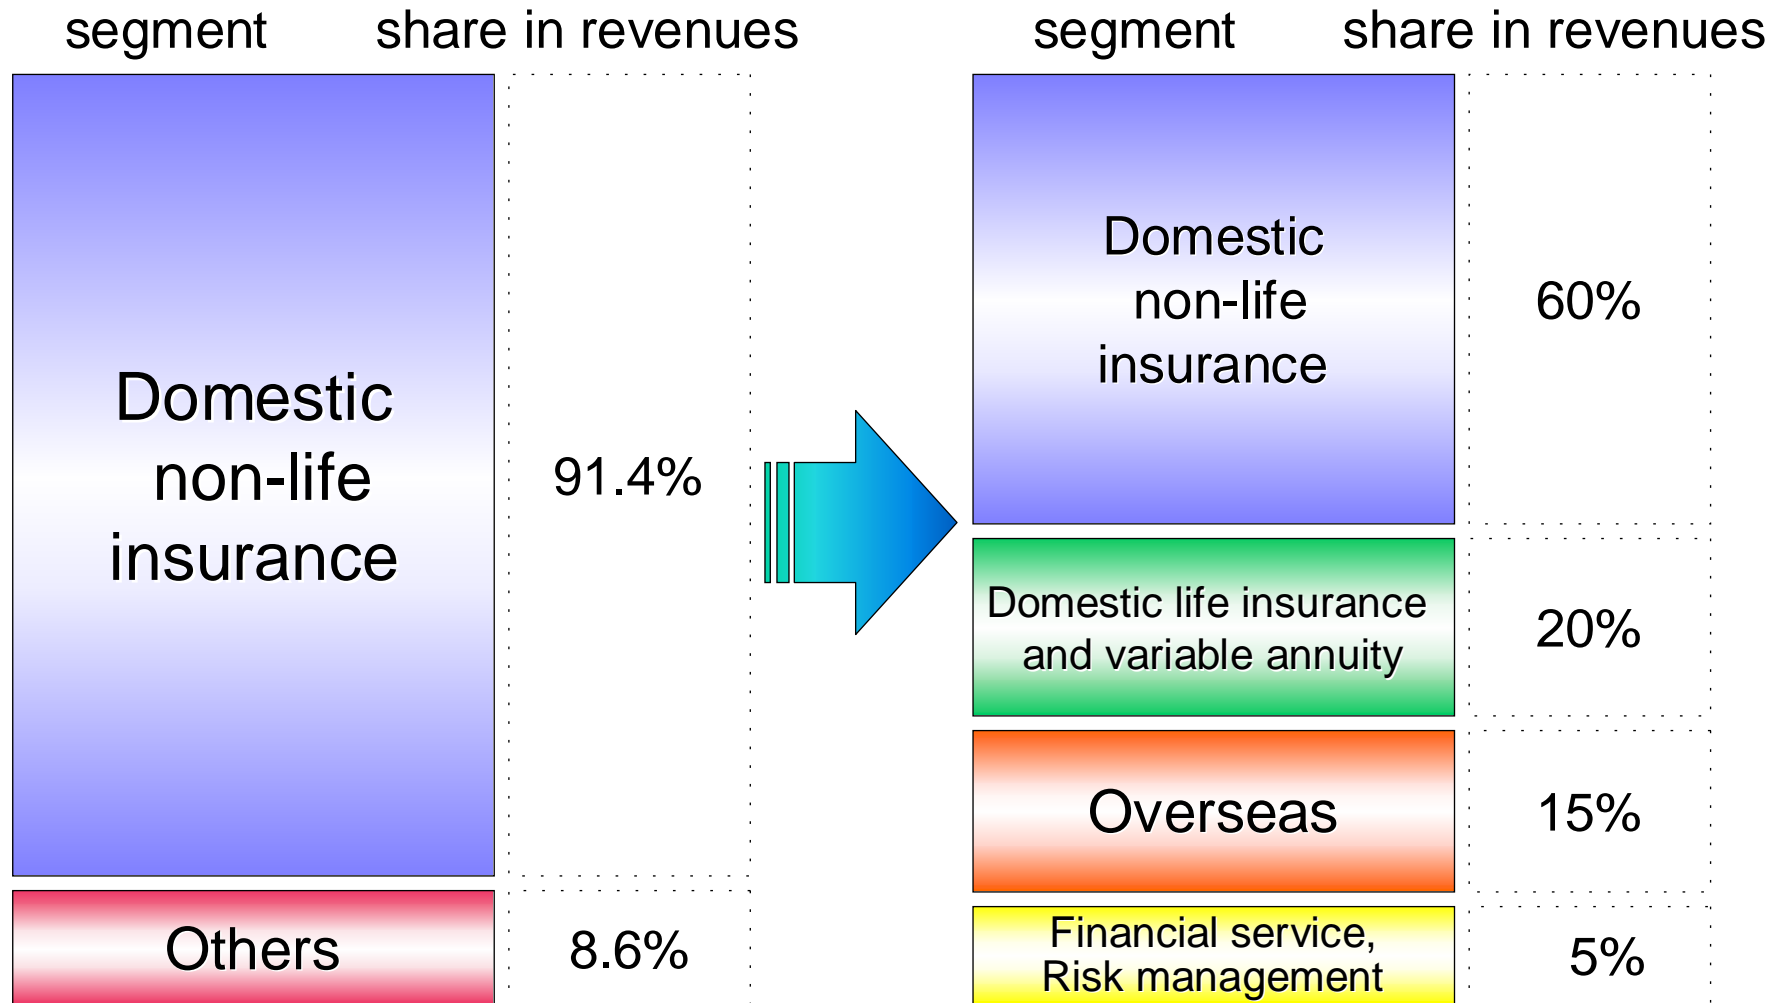 segment share in revenues
Domestic
non-life
insurance
91.4%
Others
8.6%
segment share in revenues
Domestic
non-life
insurance
60%
Domestic life insurance
and variable annuity
20%
Overseas
15%
Financial service,
Risk management
5%